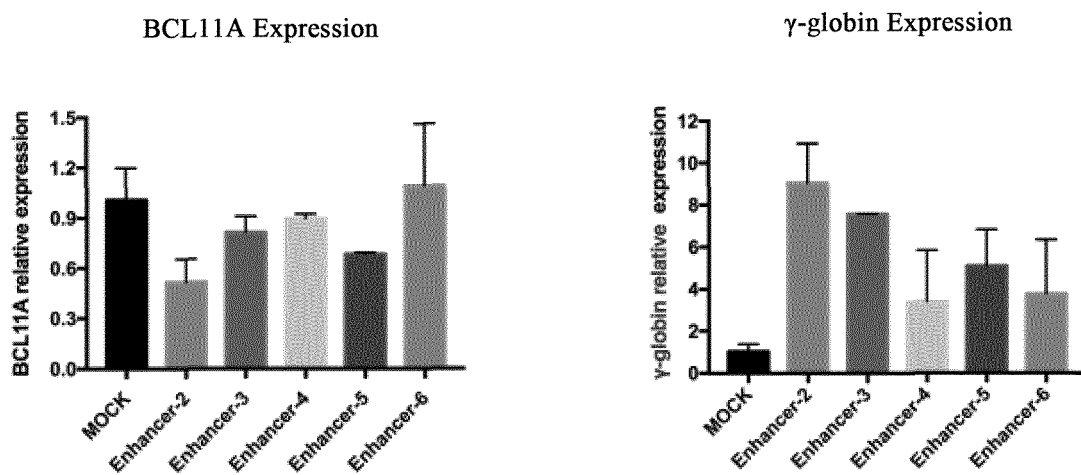 BCL11A Expression
BCL11A relative expression
1.5
1.2
0.9
0.6
0.3
0.0
MOCK
Enhancer-2
Enhancer-3
Enhancer-4
Enhancer-5
Enhancer-6
γ-globin Expression
γ-globin relative expression
12
10
8
6
4
2
0
MOCK
Enhancer-2
Enhancer-3
Enhancer-4
Enhancer-5
Enhancer-6